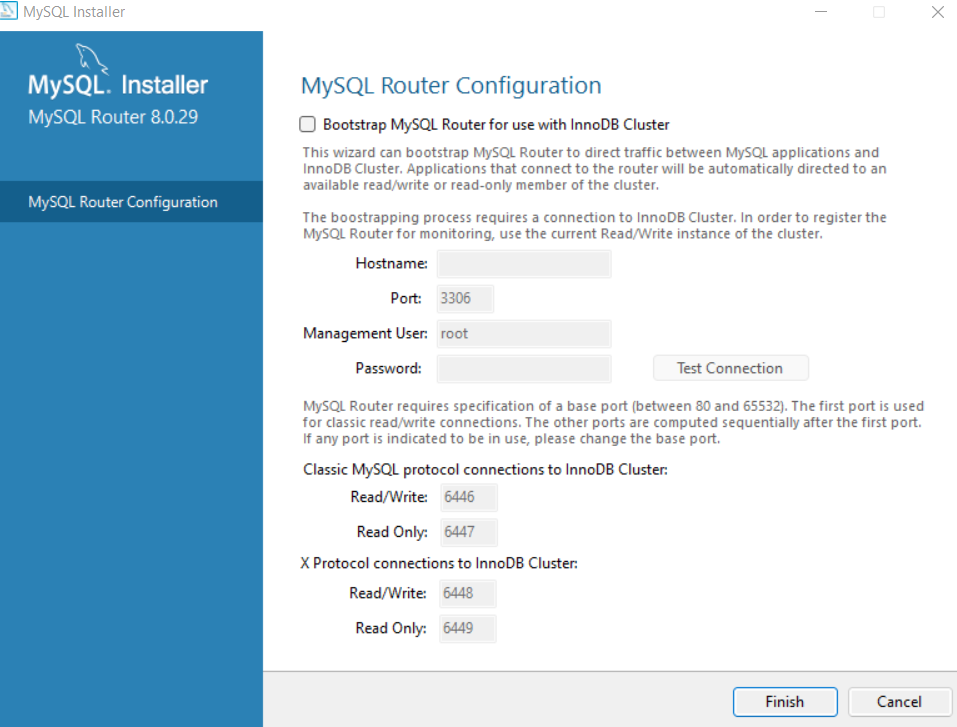 MySQL Installer
MySQL. Installer
MySQL Router 8.0.29
MySQL Router Configuration
MySQL Router Configuration
Bootstrap MySQL Router for use with InnoDB Cluster
This wizard can bootstrap MySQL Router to direct traffic between MySQL applications and
InnoDB Cluster. Applications that connect to the router will be automatically directed to an
available read/write or read-only member of the cluster.
The boostrapping process requires a connection to InnoDB Cluster. In order to register the
MySQL Router for monitoring, use the current Read/Write instance of the cluster.
Hostname:
Port: 3306
Management User: root
Password: Test Connection
MySQL Router requires specification of a base port (between 80 and 65532). The first port is used
for classic read/write connections. The other ports are computed sequentially after the first port.
If any port is indicated to be in use, please change the base port.
Classic MySQL protocol connections to InnoDB Cluster:
Read/Write: 6446
Read Only: 6447
X Protocol connections to InnoDB Cluster:
Read/Write: 6448
Read Only: 6449
Finish Cancel